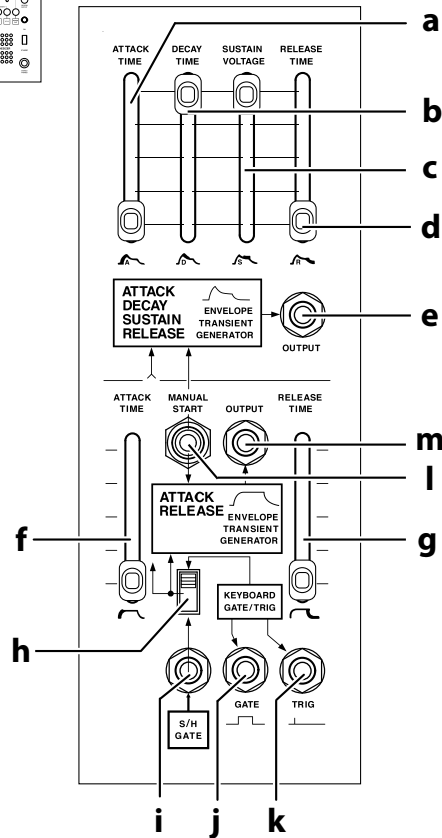 a
ATTACK TIME
DECAY TIME
SUSTAIN VOLTAGE
RELEASE TIME
b
c
d
A
D
S
R
ATTACK
DECAY
SUSTAIN
RELEASE
ENVELOPE
TRANSIENT
GENERATOR
e
OUTPUT
ATTACK TIME
MANUAL START
OUTPUT
RELEASE TIME
m
l
ATTACK
RELEASE
ENVELOPE
TRANSIENT
GENERATOR
f
g
KEYBOARD
GATE/TRIG
h
GATE
TRIG
S/H
GATE
i
j
k